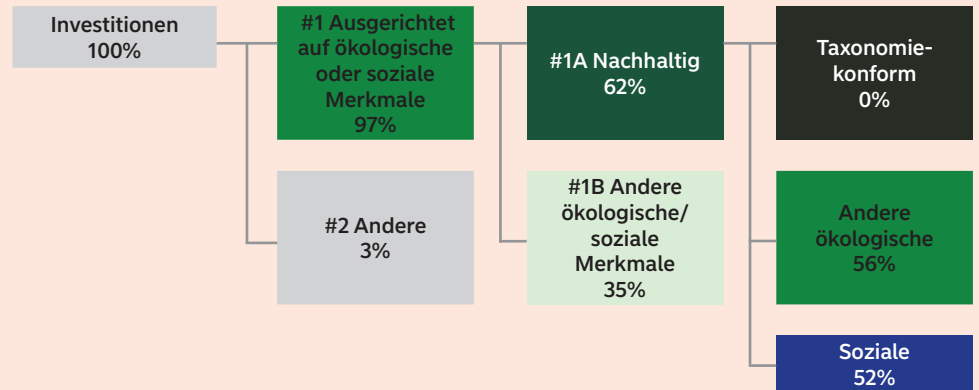 Investitionen
100%
#1 Ausgerichtet
auf ökologische
oder soziale
Merkmale
97%
#1A Nachhaltig
62%
Taxonomie-
konform
0%
#2 Andere
3%
#1B Andere
ökologische/
soziale
Merkmale
35%
Andere
ökologische
56%
Soziale
52%